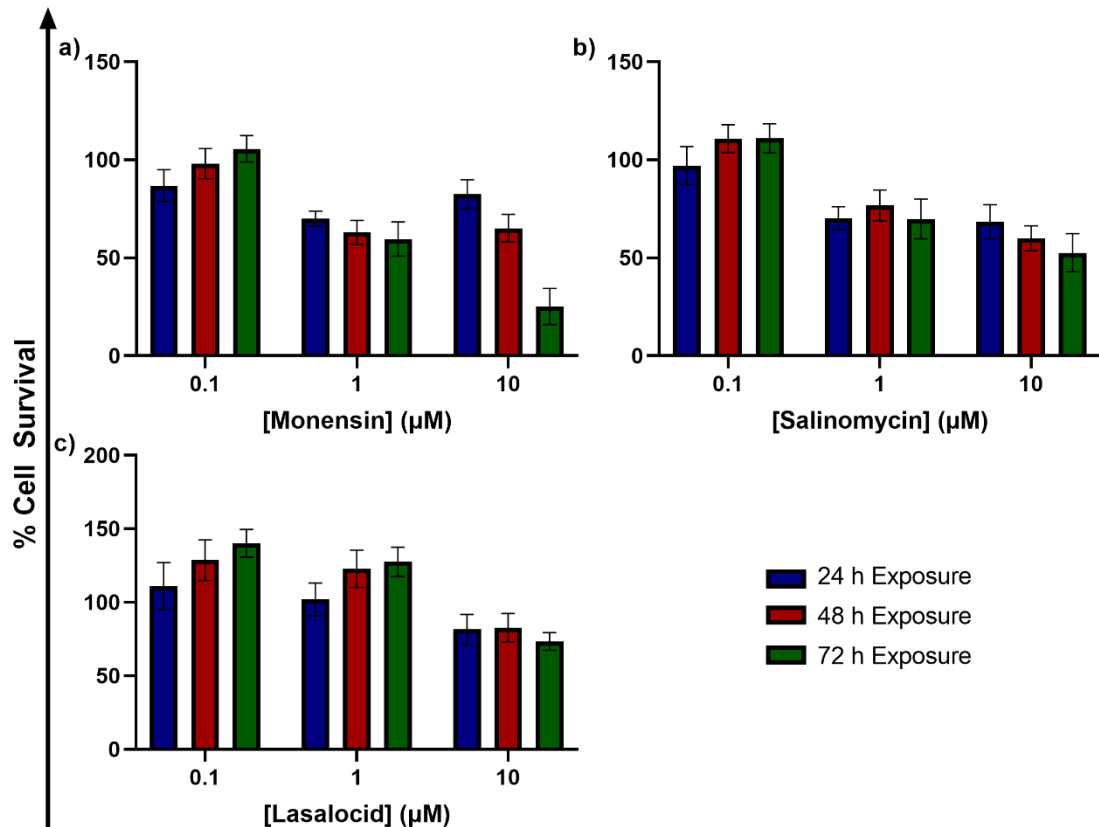 % Cell Survival
a)
150
100
50
0
0.1 1 10
[Monensin] (µM)
b)
150
100
50
0
0.1 1 10
[Salinomycin] (µM)
c)
200
150
100
50
0
0.1 1 10
[Lasalocid] (µM)
24 h Exposure
48 h Exposure
72 h Exposure